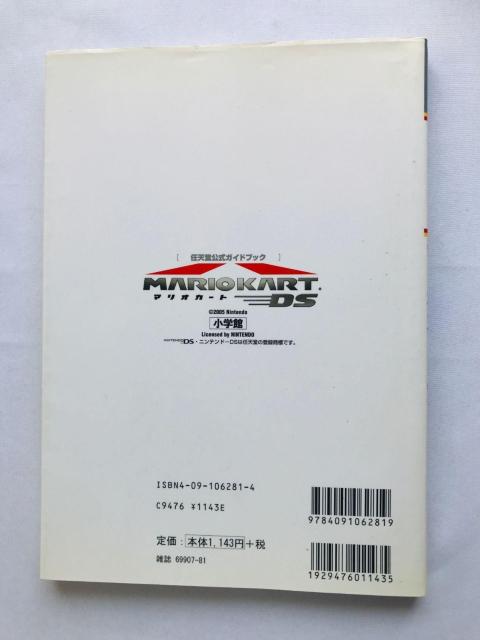 [ 任天堂公式ガイドブック ]
MARIOKART®
マリオカート DS
©2005 Nintendo
小学館
Licensed by NINTENDO
NINTENDO DS・ニンテンドーDSは任天堂の登録商標です。
ISBN4-09-106281-4
C9476 ¥1143E
9784091062819
定価:本体1,143円+税
雑誌 69907-81
1929476011435